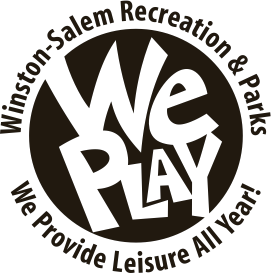 Winston-Salem Recreation & Parks
We
PLAY
We Provide Leisure All Year!